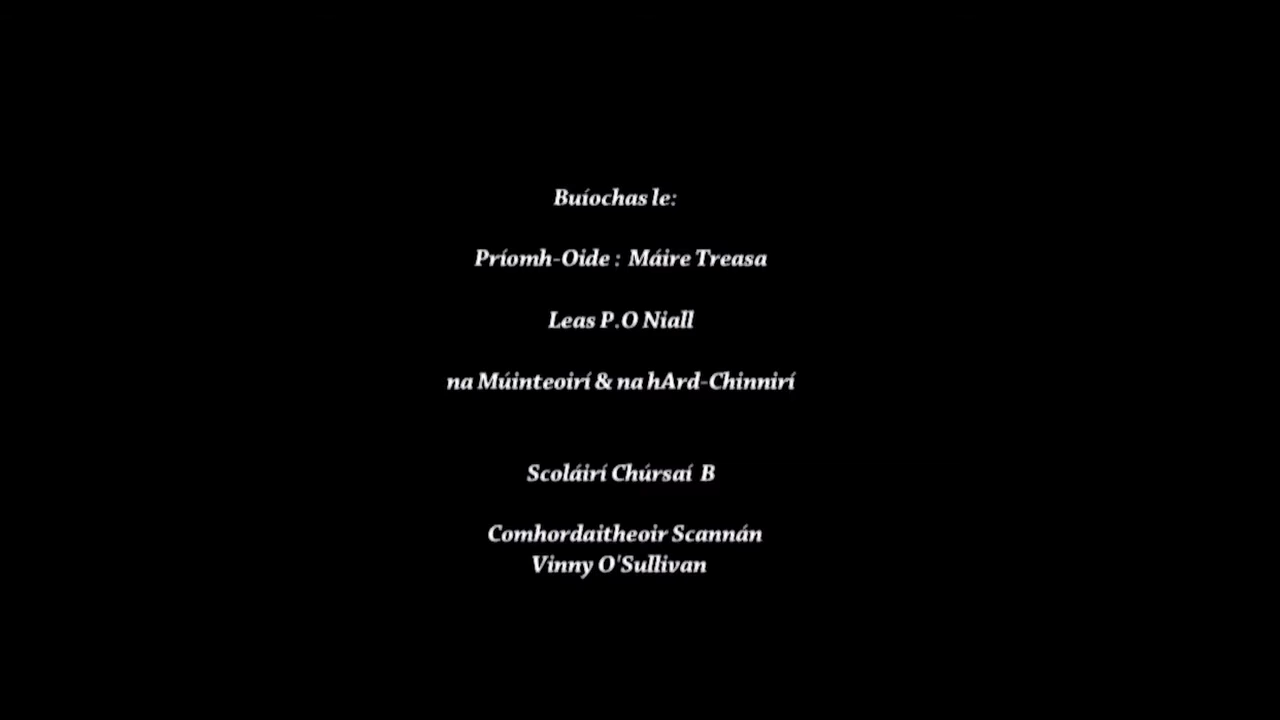 Buíochas le:
Príomh-Oide : Máire Treasa
Leas P.O Niall
na Múinteoirí & na hArd-Chinnirí
Scoláirí Chúrsaí B
Comhordaitheoir Scannán
Vinny O'Sullivan